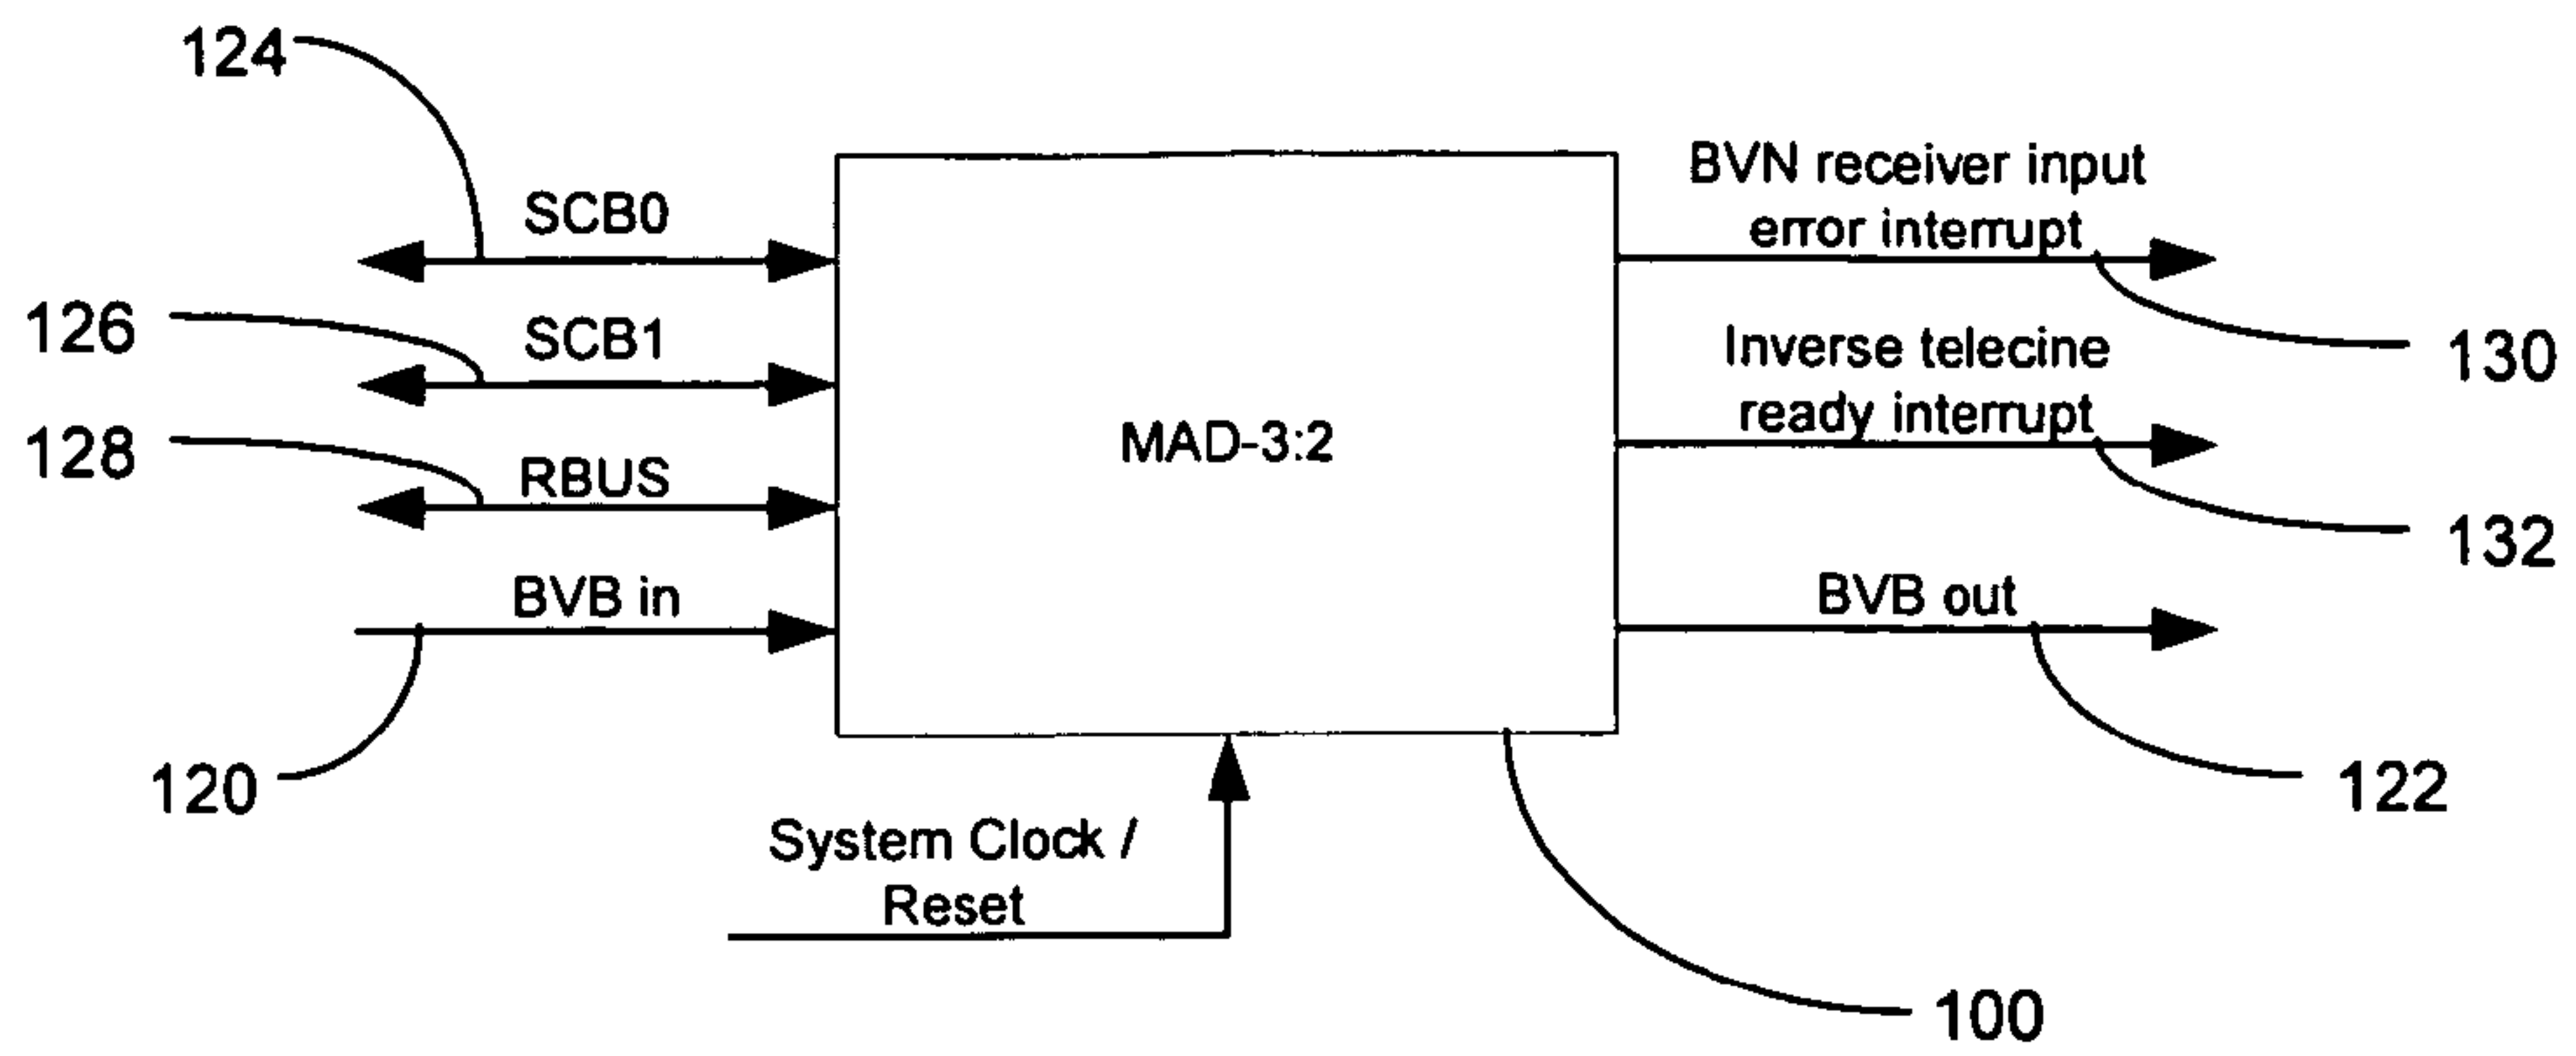 124
SCB0
BVN receiver input
error interrupt
126
SCB1
130
Inverse telecine
ready interrupt
128
RBUS
MAD-3:2
132
BVB in
BVB out
120
122
System Clock /
Reset
100